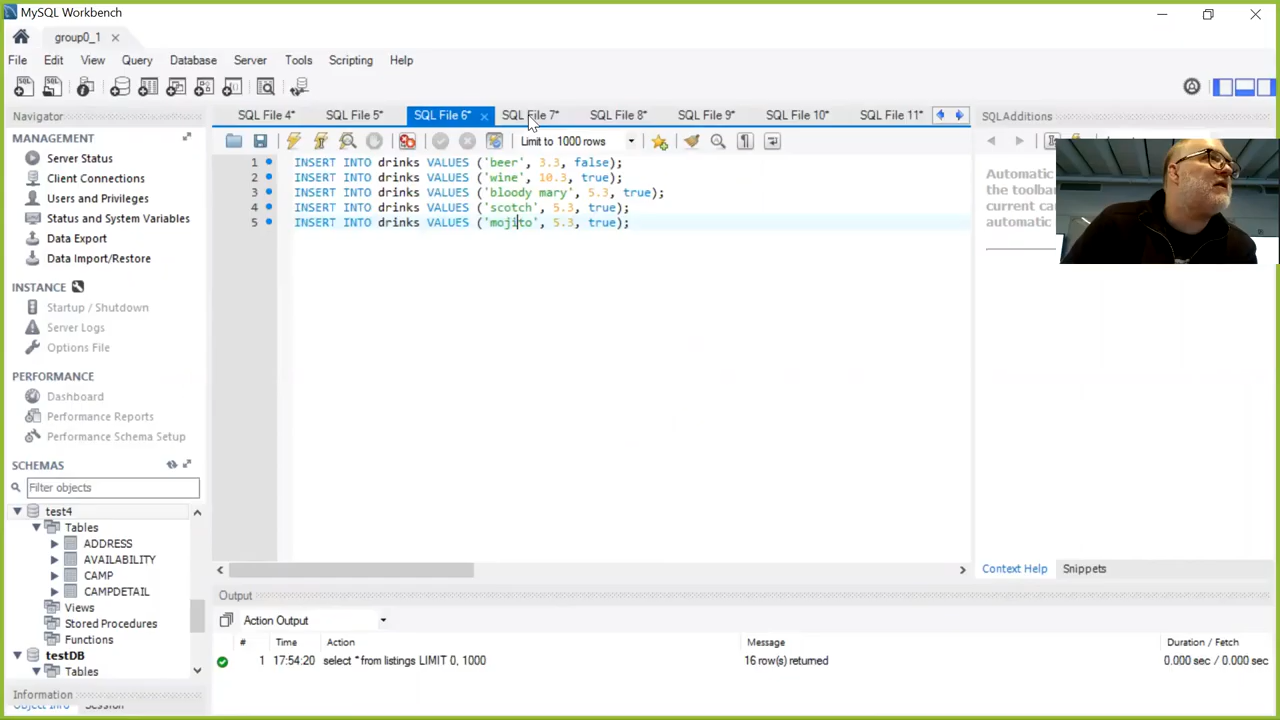 MySQL Workbench
group0_1
File Edit View Query Database Server Tools Scripting Help
Navigator
SQL File 4* SQL File 5* SQL File 6* SQL File 7* SQL File 8* SQL File 9* SQL File 10* SQL File 11*
SQLAdditions
MANAGEMENT
Server Status
Client Connections
Users and Privileges
Status and System Variables
Data Export
Data Import/Restore
INSTANCE
Startup / Shutdown
Server Logs
Options File
PERFORMANCE
Dashboard
Performance Reports
Performance Schema Setup
SCHEMAS
Filter objects
test4
Tables
ADDRESS
AVAILABILITY
CAMP
CAMPDETAIL
Views
Stored Procedures
Functions
testDB
Tables
Information
Limit to 1000 rows
1 INSERT INTO drinks VALUES ('beer', 3.3, false);
2 INSERT INTO drinks VALUES ('wine', 10.3, true);
3 INSERT INTO drinks VALUES ('bloody mary', 5.3, true);
4 INSERT INTO drinks VALUES ('scotch', 5.3, true);
5 INSERT INTO drinks VALUES ('mojito', 5.3, true);
Automatic
the toolbar
current ca
automatic
Context Help Snippets
Output
Action Output
# Time Action Message Duration / Fetch
1 17:54:20 select * from listings LIMIT 0, 1000 16 row(s) returned 0.000 sec / 0.000 sec